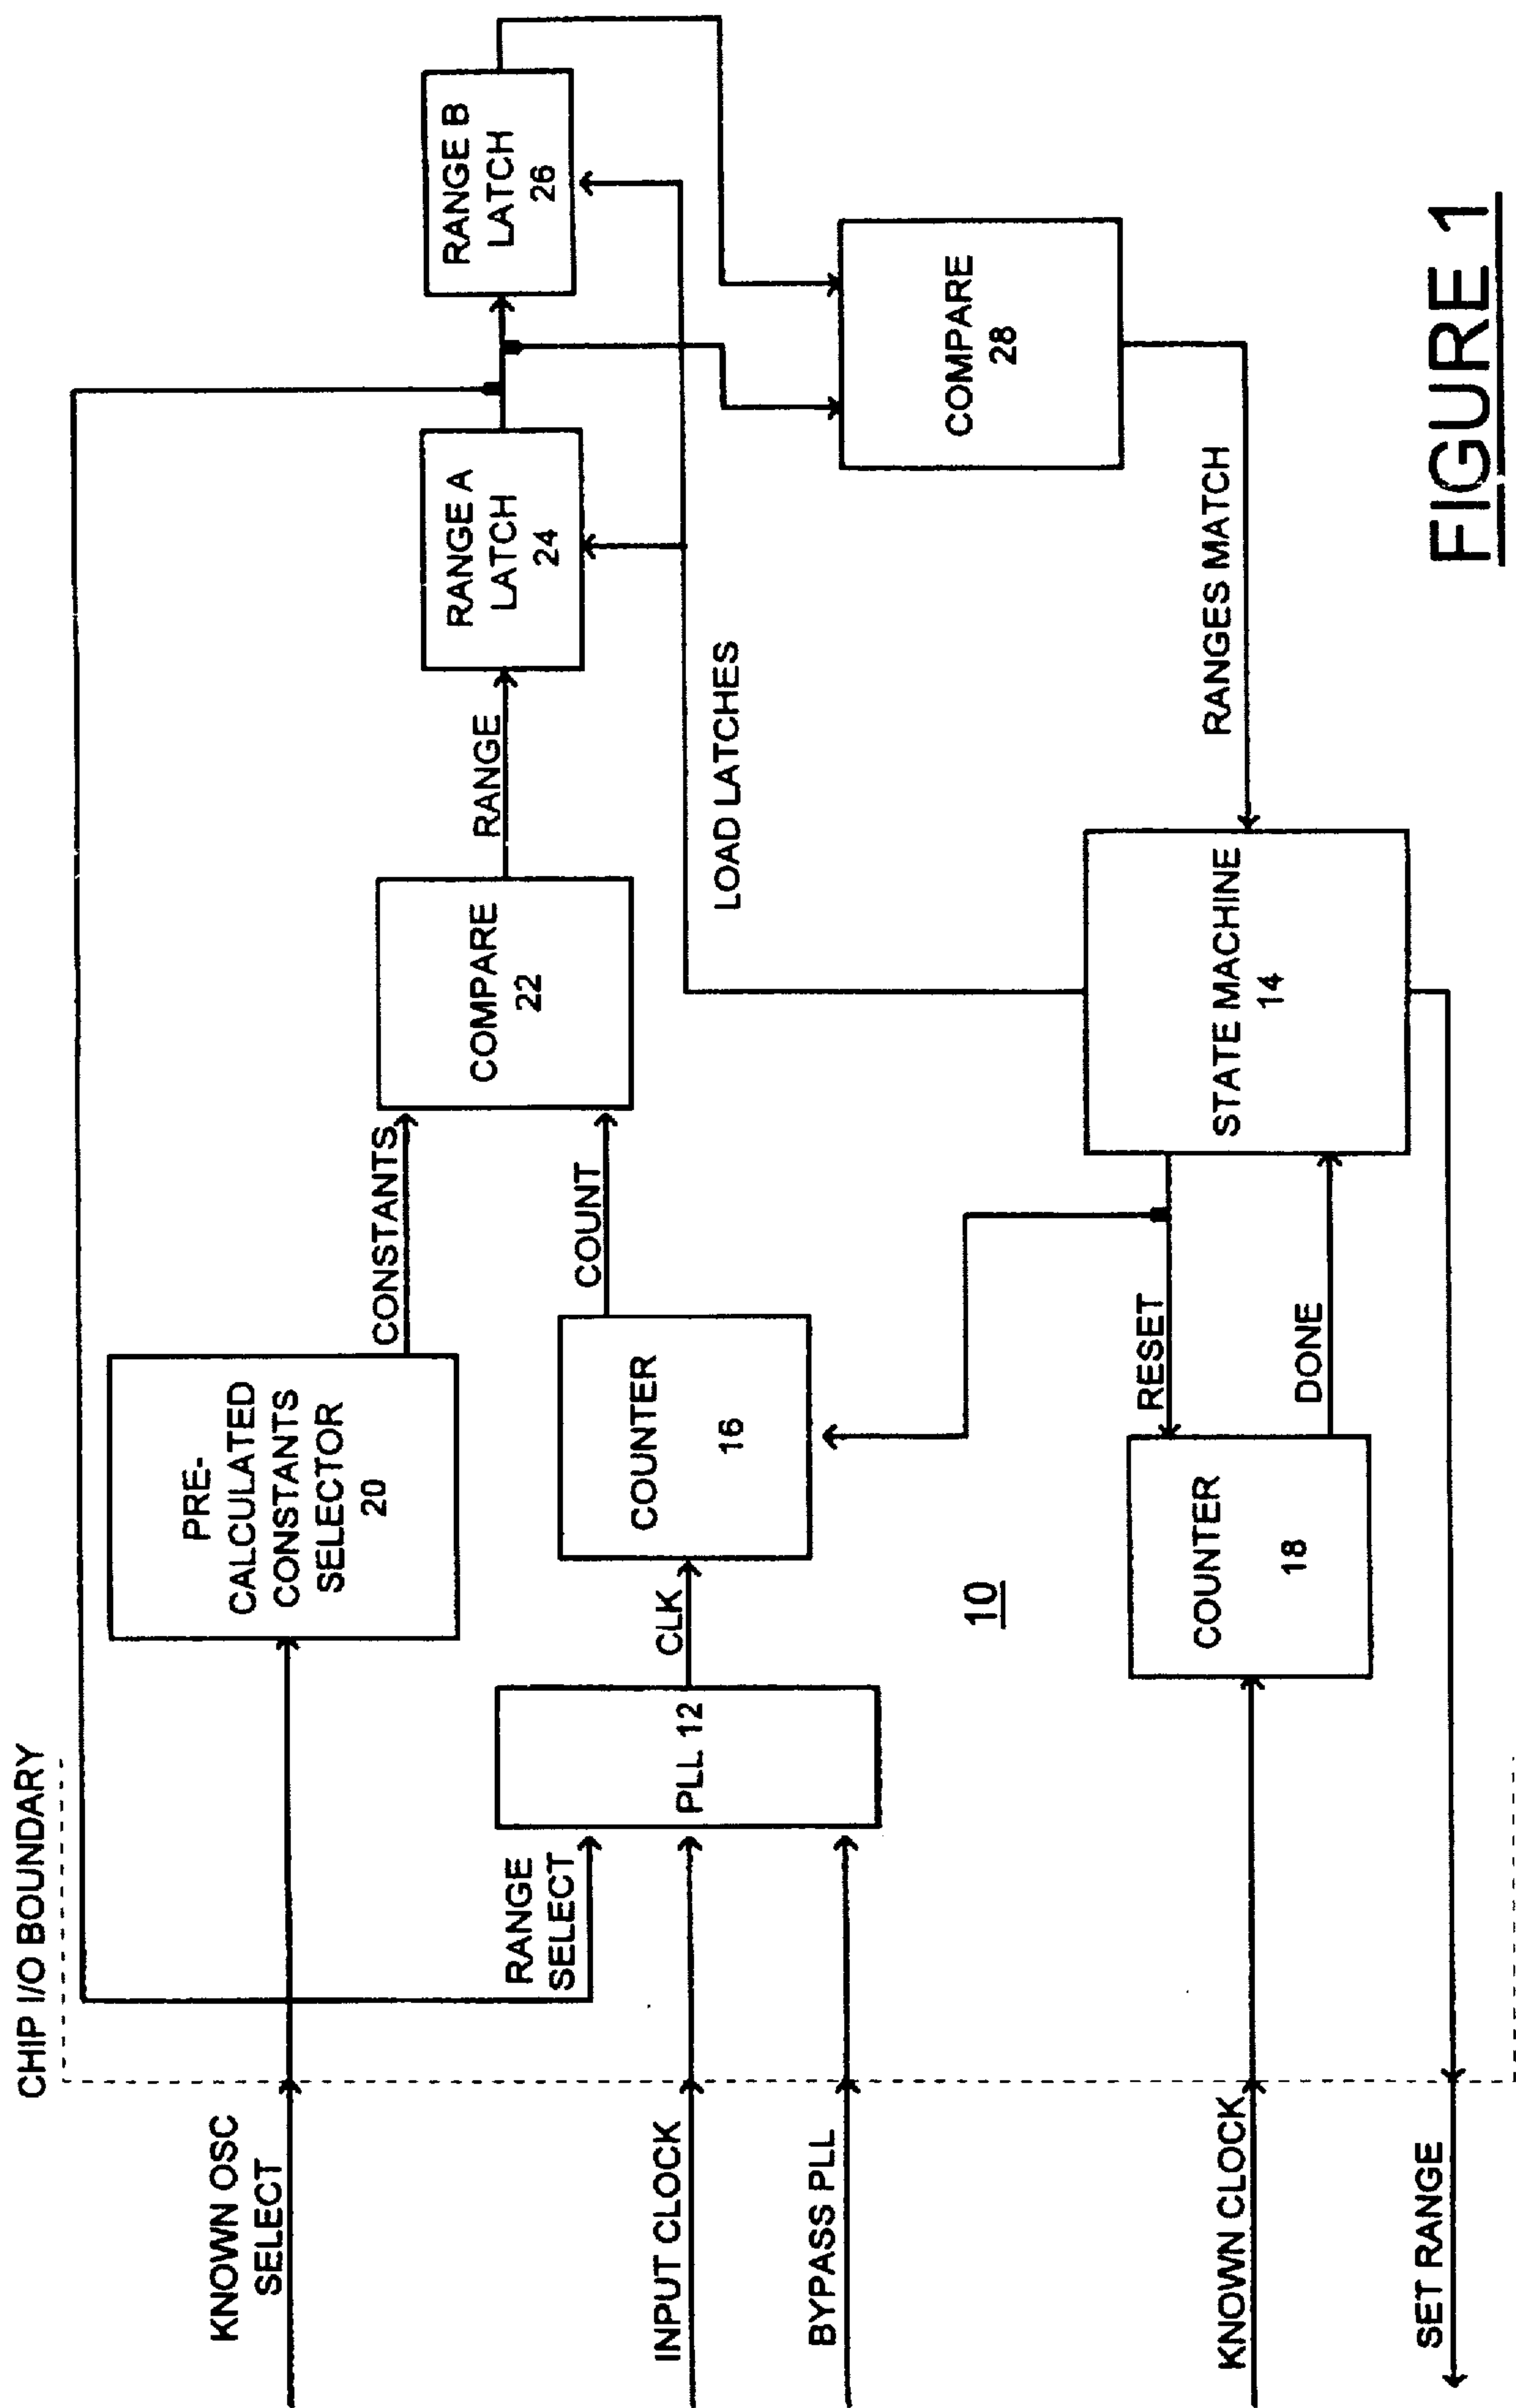 CHIP I/O BOUNDARY
KNOWN OSC
SELECT
PRE-
CALCULATED
CONSTANTS
SELECTOR
20
CONSTANTS
RANGE
SELECT
INPUT CLOCK
BYPASS PLL
PLL 12
CLK
COUNTER
16
COUNT
COMPARE
22
RANGE
RANGE A
LATCH
24
RANGE B
LATCH
26
LOAD LATCHES
COMPARE
28
10
KNOWN CLOCK
COUNTER
18
RESET
DONE
STATE MACHINE
14
RANGES MATCH
SET RANGE
FIGURE 1